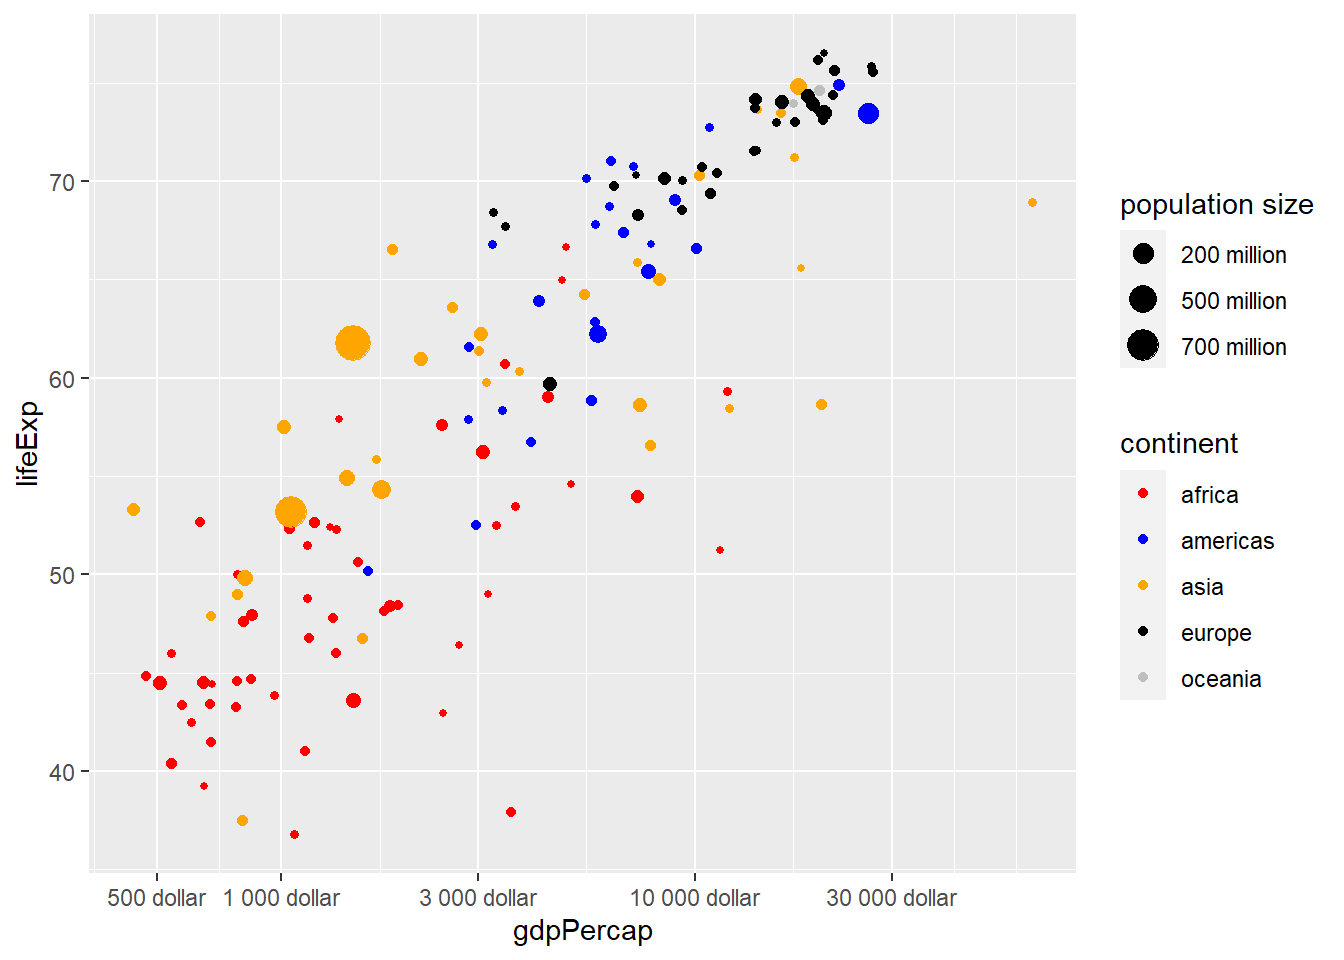 70
60
50
40
lifeExp
500 dollar
1 000 dollar
3 000 dollar
10 000 dollar
30 000 dollar
gdpPercap
population size
200 million
500 million
700 million
continent
africa
americas
asia
europe
oceania